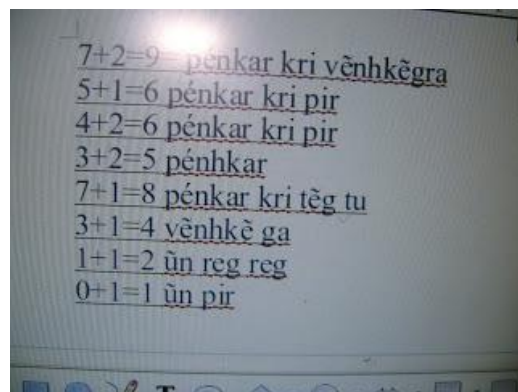 7+2=9 pénkar kri vẽnhkẽgra
5+1=6 pénkar kri pir
4+2=6 pénkar kri pir
3+2=5 pénhkar
7+1=8 pénkar kri tẽg tu
3+1=4 vẽnhkẽ ga
1+1=2 ũn reg reg
0+1=1 ũn pir